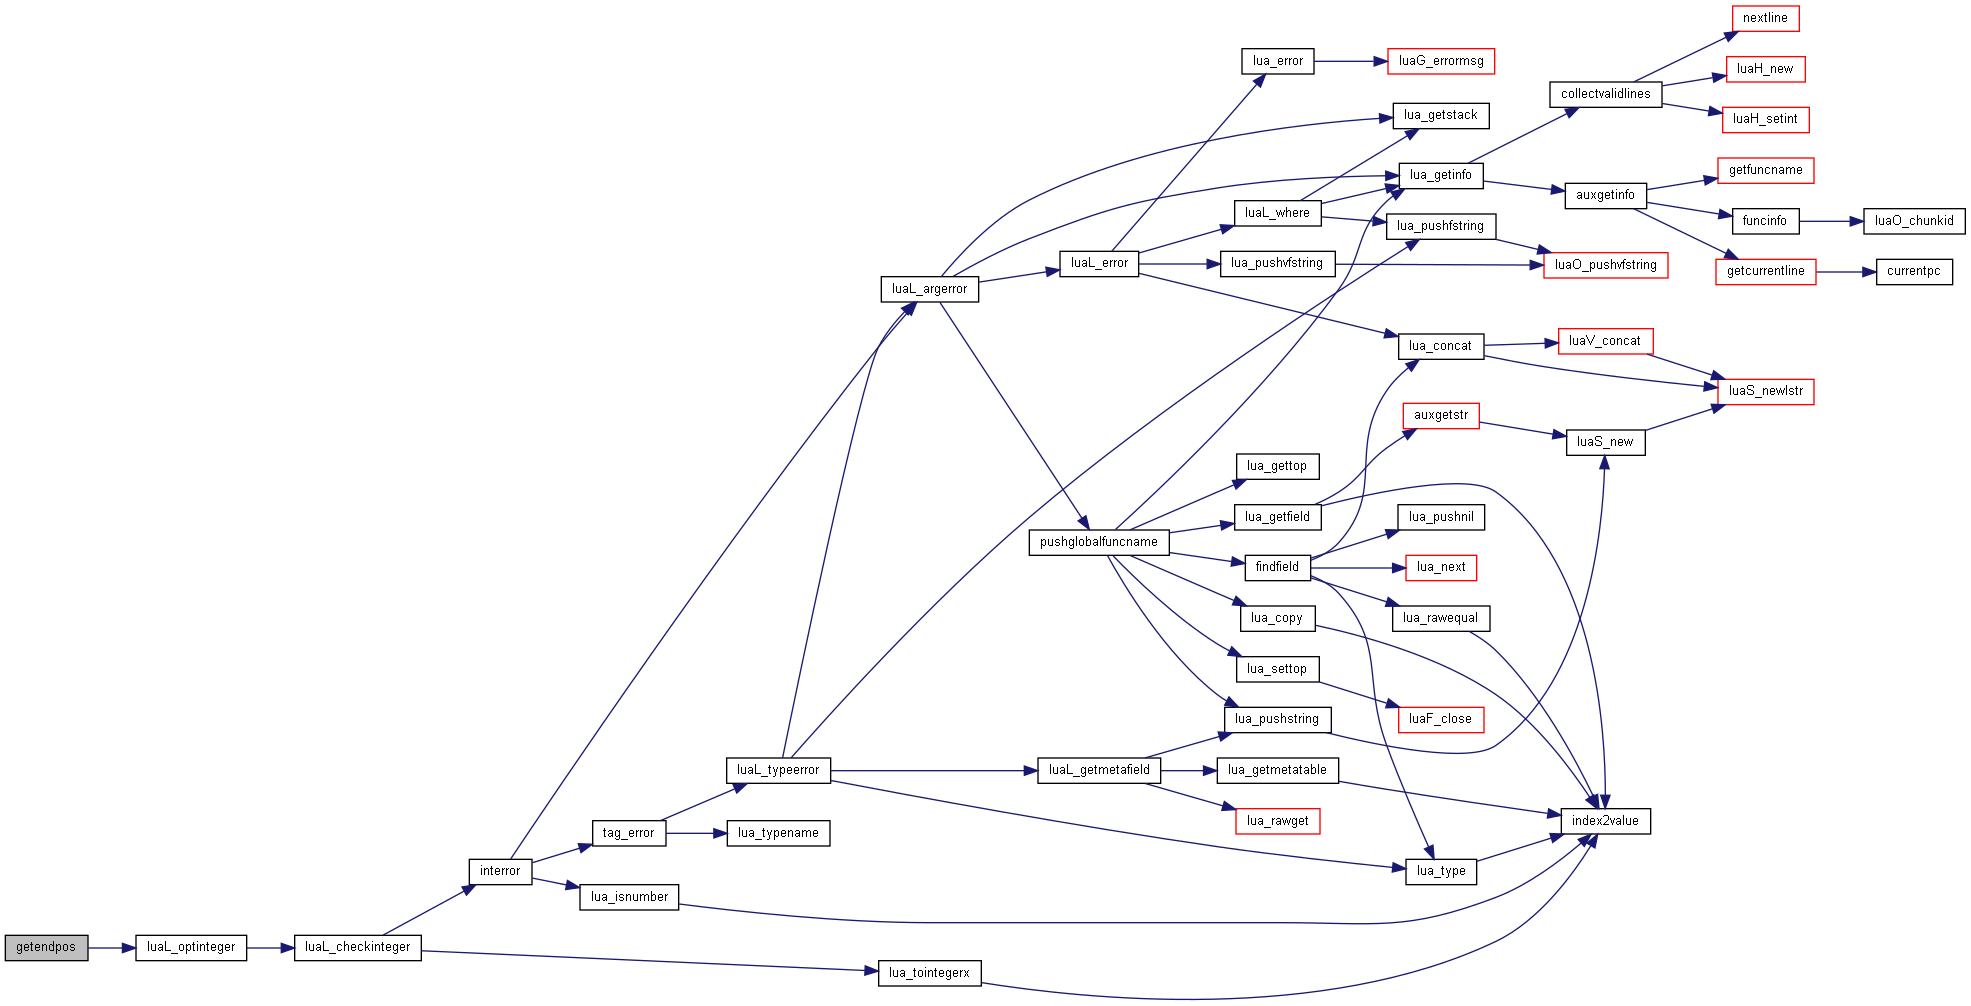 nextline
lua_error
luaG_errormsg
luaH_new
collectvalidlines
lua_getstack
luaH_setint
lua_getinfo
getfuncname
auxgetinfo
luaL_where
lua_pushfstring
funcinfo
luaO_chunkid
luaL_error
lua_pushvfstring
luaO_pushvfstring
getcurrentline
currentpc
luaL_argerror
lua_concat
luaV_concat
luaS_newlstr
auxgetstr
luaS_new
lua_gettop
lua_getfield
lua_pushnil
pushglobalfuncname
findfield
lua_next
lua_copy
lua_rawequal
lua_settop
lua_pushstring
luaF_close
luaL_typeerror
luaL_getmetafield
lua_getmetatable
lua_rawget
index2value
tag_error
lua_typename
interror
lua_type
lua_isnumber
getendpos
luaL_optinteger
luaL_checkinteger
lua_tointegerx